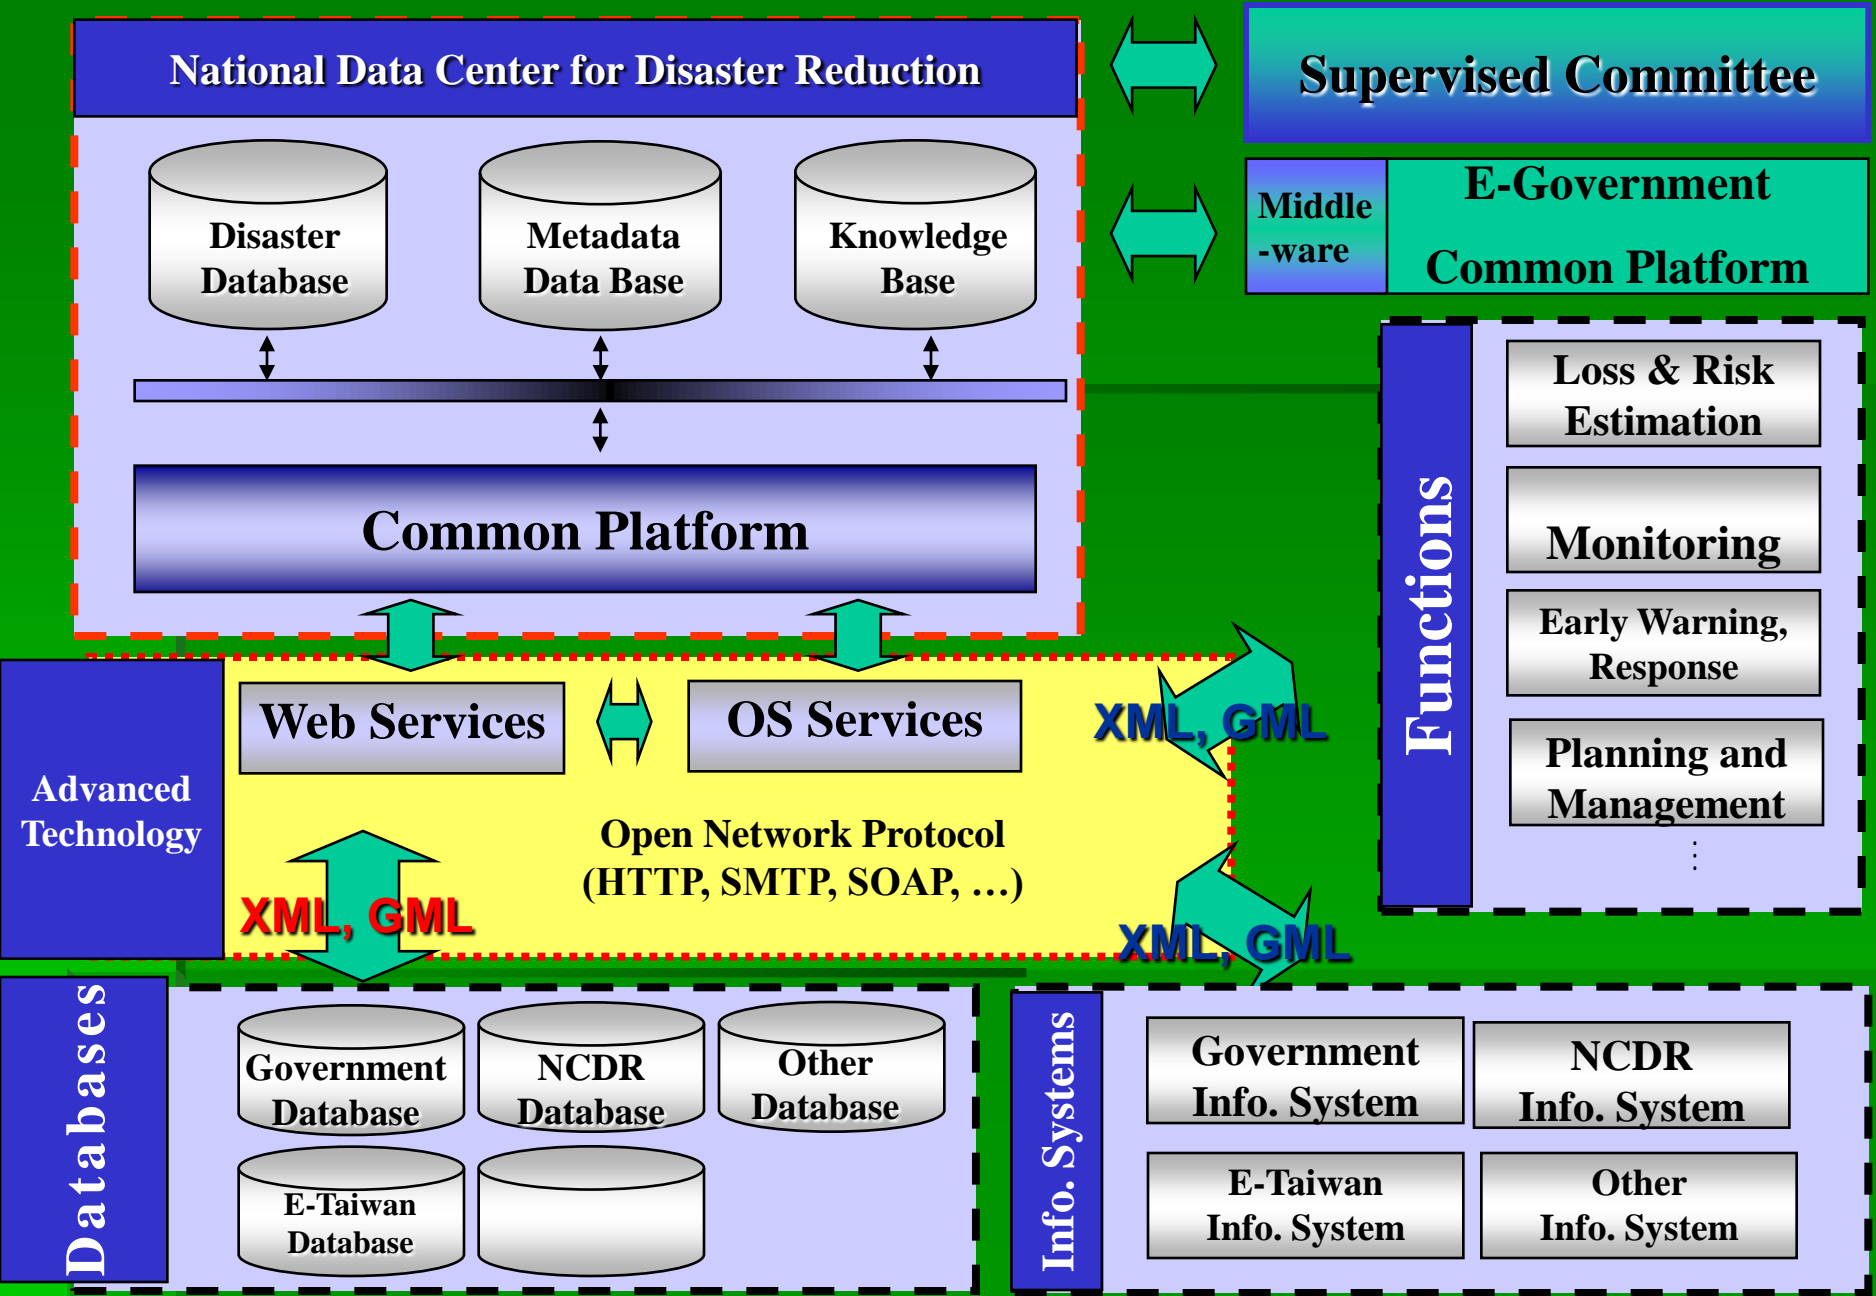 National Data Center for Disaster Reduction
Supervised Committee
Disaster
Database
Metadata
Data Base
Knowledge
Base
Middle
-ware
E-Government
Common Platform
Common Platform
Functions
Loss & Risk
Estimation
Monitoring
Early Warning,
Response
Planning and
Management
⋮
Advanced
Technology
Web Services
OS Services
XML, GML
Open Network Protocol
(HTTP, SMTP, SOAP, …)
XML, GML
XML, GML
Databases
Government
Database
NCDR
Database
Other
Database
E-Taiwan
Database
Info. Systems
Government
Info. System
NCDR
Info. System
E-Taiwan
Info. System
Other
Info. System